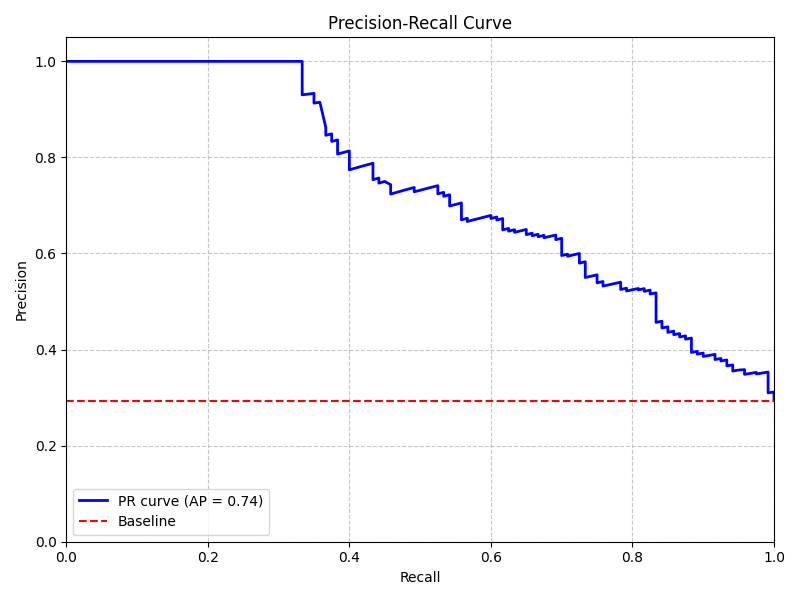 Precision-Recall Curve
Precision
1.0
0.8
0.6
0.4
0.2
0.0
PR curve (AP = 0.74)
Baseline
0.0 0.2 0.4 0.6 0.8 1.0
Recall